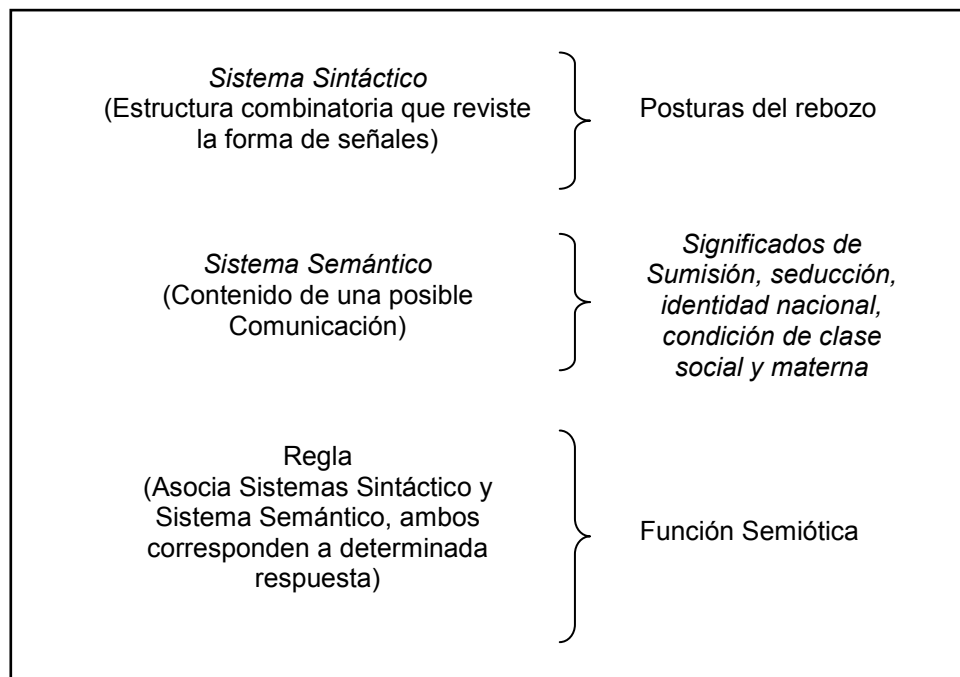 Sistema Sintáctico
(Estructura combinatoria que reviste
la forma de señales)
Posturas del rebozo
Sistema Semántico
(Contenido de una posible
Comunicación)
Significados de
Sumisión, seducción,
identidad nacional,
condición de clase
social y materna
Regla
(Asocia Sistemas Sintáctico y
Sistema Semántico, ambos
corresponden a determinada
respuesta)
Función Semiótica